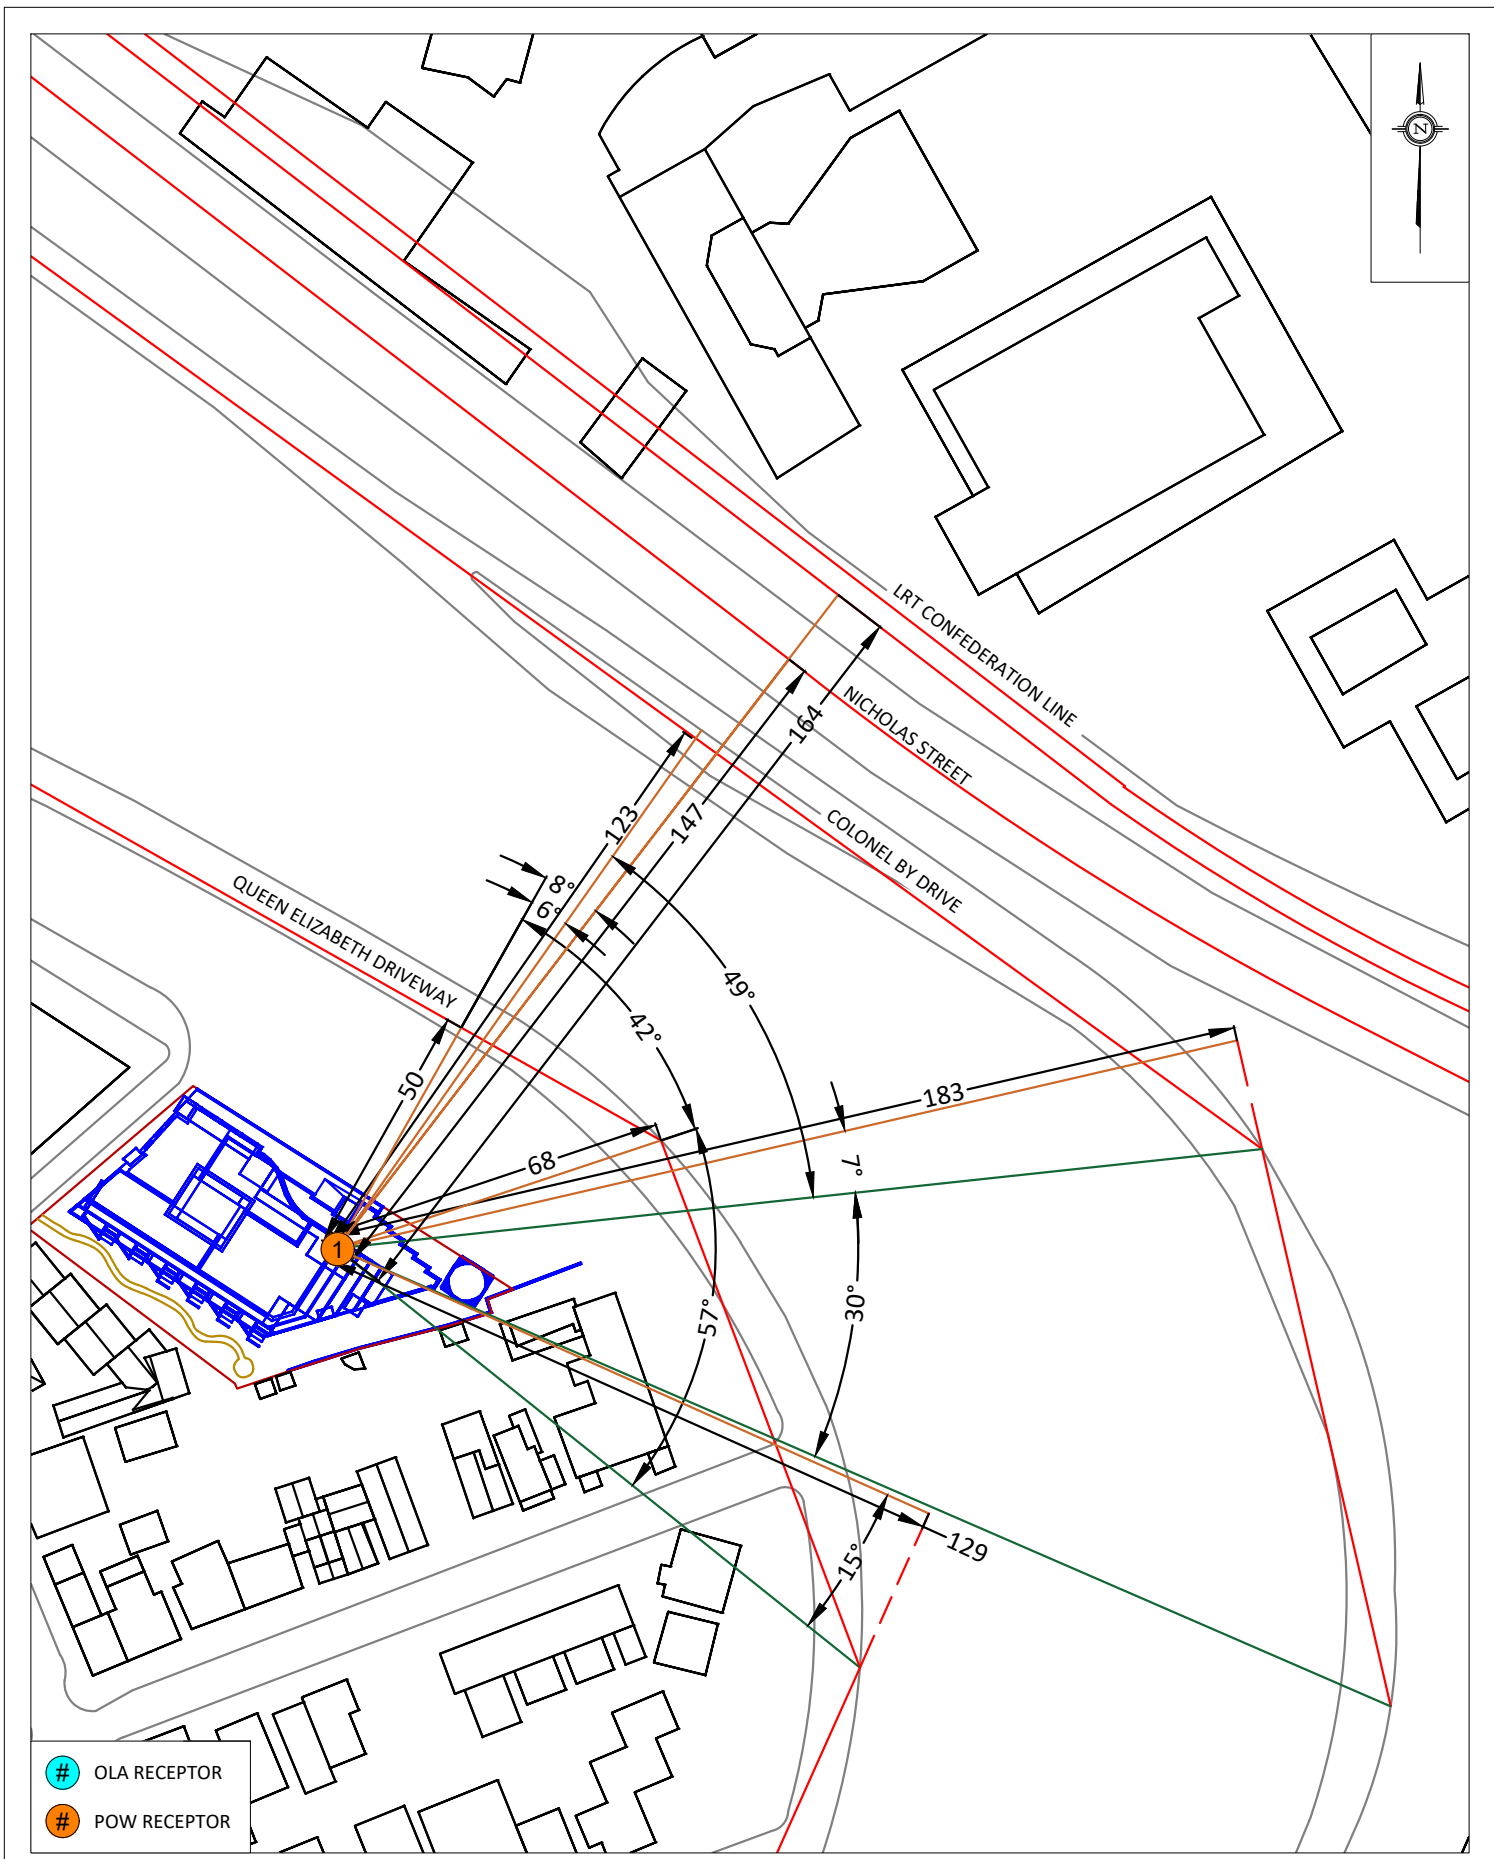 N
LRT CONFEDERATION LINE
NICHOLAS STREET
COLONEL BY DRIVE
QUEEN ELIZABETH DRIVEWAY
164
123
147
8°
6°
49°
42°
50
183
68
7°
1
30°
57°
129
15°
# OLA RECEPTOR
# POW RECEPTOR